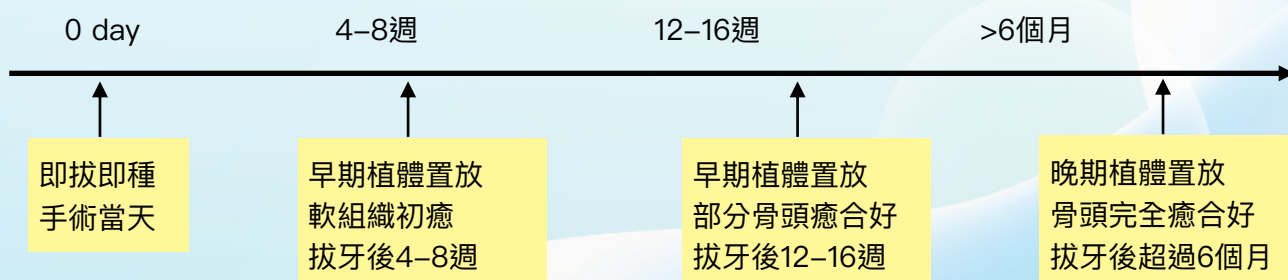 0 day
4–8週
12–16週
>6個月
即拔即種
手術當天
早期植體置放
軟組織初癒
拔牙後4–8週
早期植體置放
部分骨頭癒合好
拔牙後12–16週
晚期植體置放
骨頭完全癒合好
拔牙後超過6個月